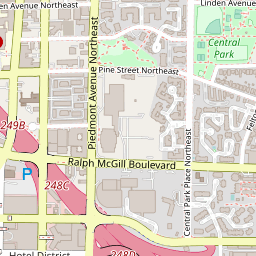 Linden Avenue Northeast
Linden Avenue
Central
Park
Pine Street Northeast
Piedmont Avenue Northeast
249B
Ralph McGill Boulevard
P
248C
Central Park Place Northeast
Hotel District
248D